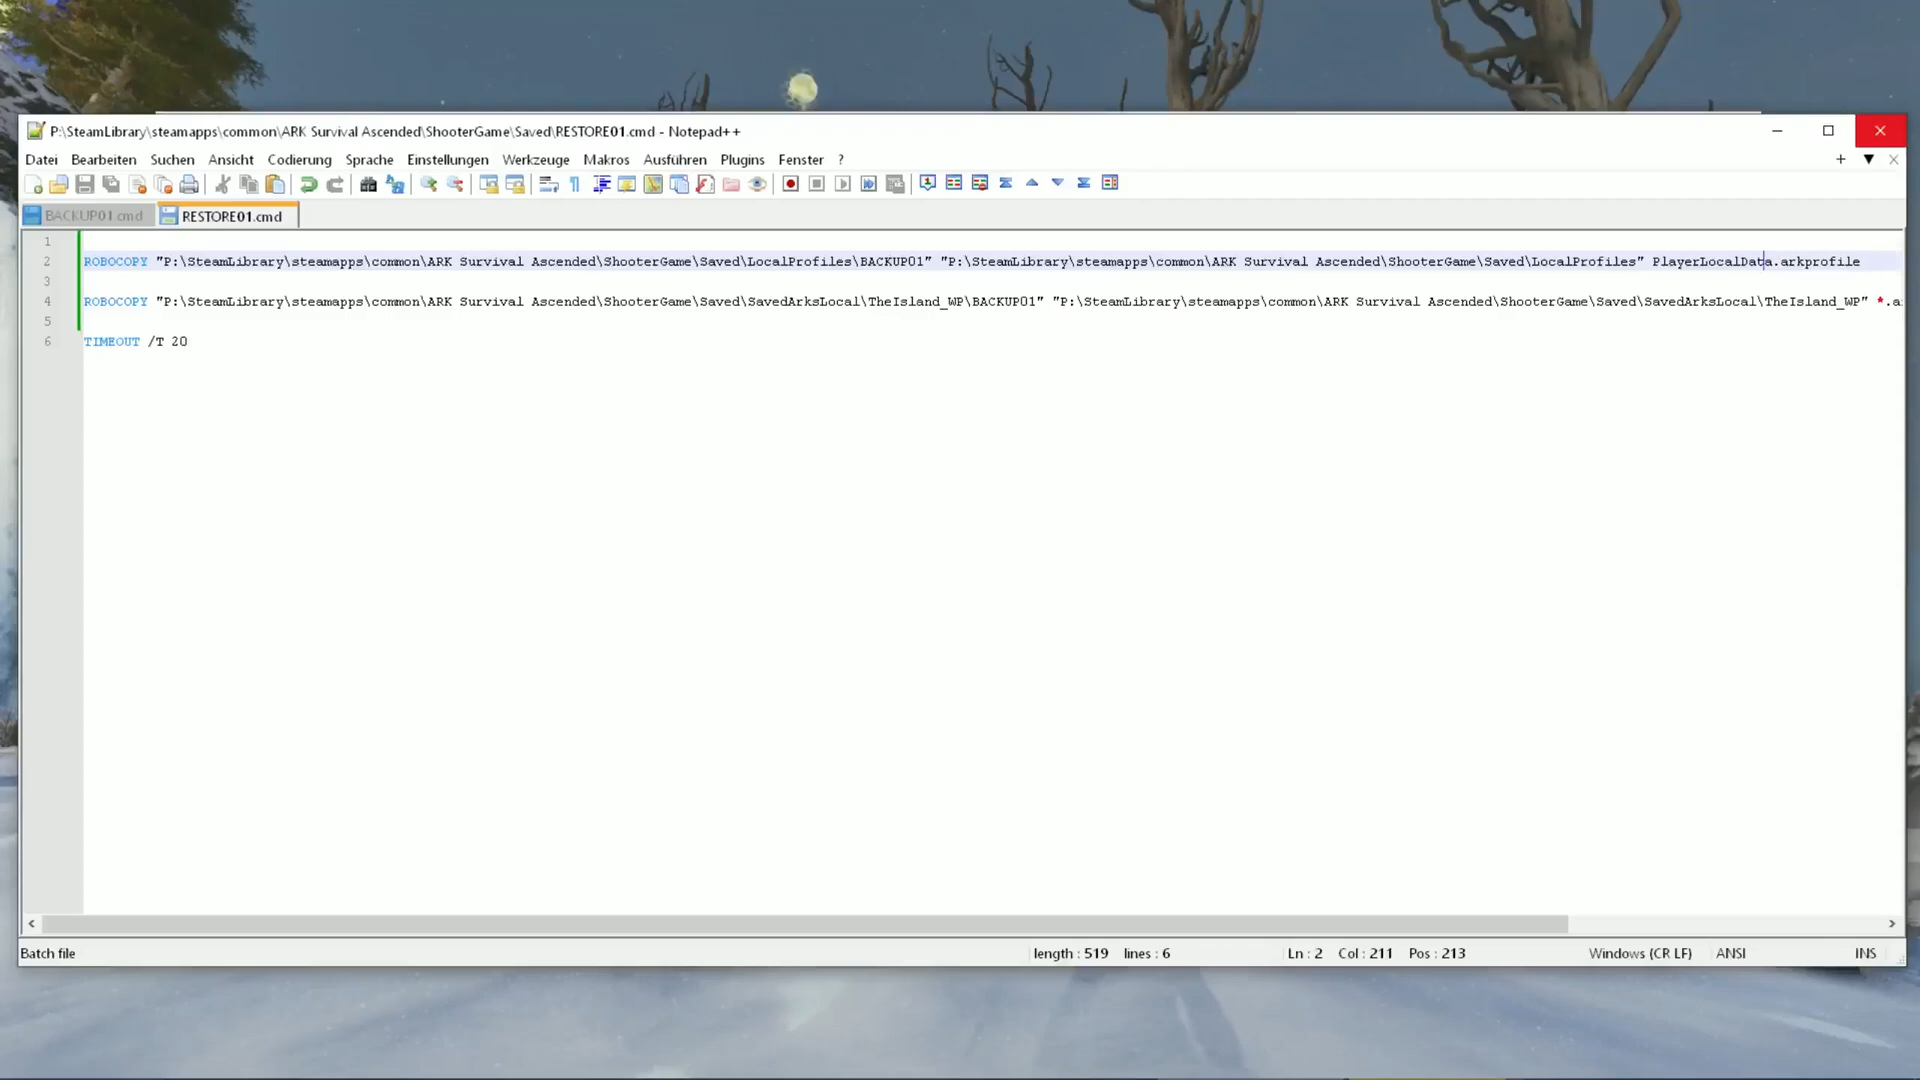 P:\SteamLibrary\steamapps\common\ARK Survival Ascended\ShooterGame\Saved\RESTORE01.cmd - Notepad++
Datei Bearbeiten Suchen Ansicht Codierung Sprache Einstellungen Werkzeuge Makros Ausführen Plugins Fenster ?
BACKUP01.cmd RESTORE01.cmd
1
2 ROBOCOPY "P:\SteamLibrary\steamapps\common\ARK Survival Ascended\ShooterGame\Saved\LocalProfiles\BACKUP01" "P:\SteamLibrary\steamapps\common\ARK Survival Ascended\ShooterGame\Saved\LocalProfiles" PlayerLocalData.arkprofile
3
4 ROBOCOPY "P:\SteamLibrary\steamapps\common\ARK Survival Ascended\ShooterGame\Saved\SavedArksLocal\TheIsland_WP\BACKUP01" "P:\SteamLibrary\steamapps\common\ARK Survival Ascended\ShooterGame\Saved\SavedArksLocal\TheIsland_WP" *.a
5
6 TIMEOUT /T 20
Batch file length : 519 lines : 6 Ln : 2 Col : 211 Pos : 213 Windows (CR LF) ANSI INS